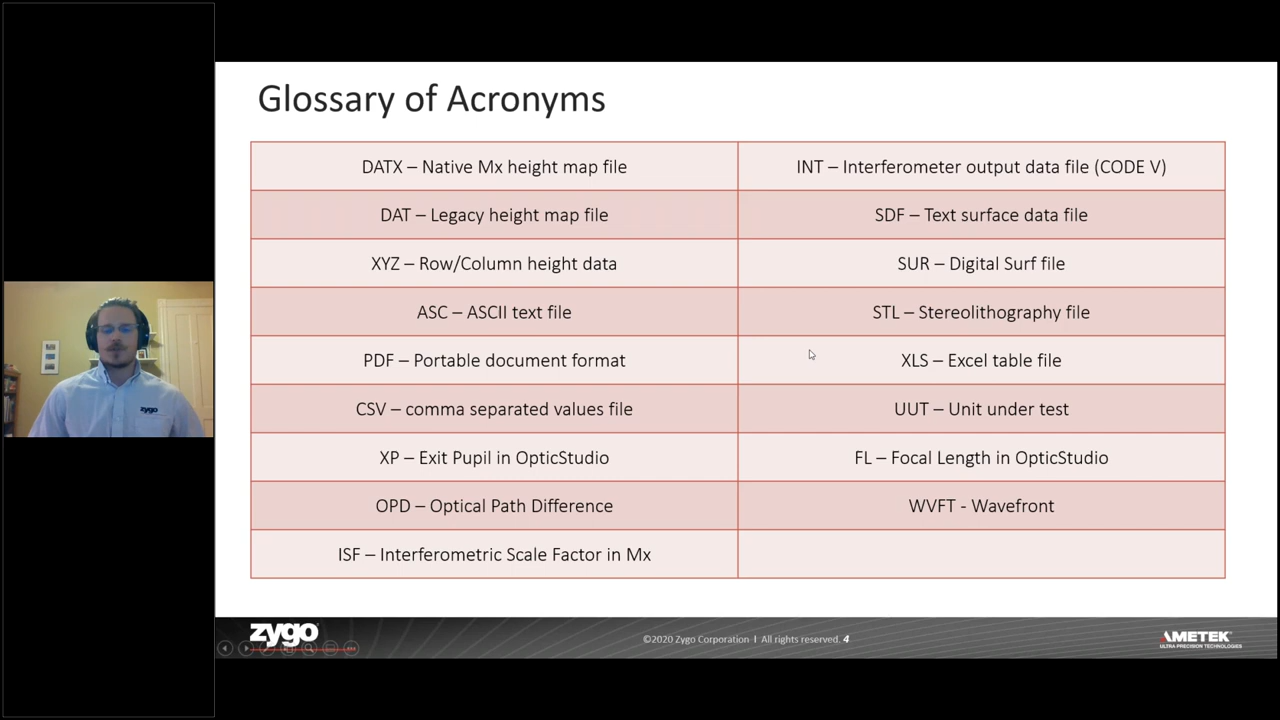 Glossary of Acronyms
DATX – Native Mx height map file
INT – Interferometer output data file (CODE V)
DAT – Legacy height map file
SDF – Text surface data file
XYZ – Row/Column height data
SUR – Digital Surf file
ASC – ASCII text file
STL – Stereolithography file
PDF – Portable document format
XLS – Excel table file
CSV – comma separated values file
UUT – Unit under test
XP – Exit Pupil in OpticStudio
FL – Focal Length in OpticStudio
OPD – Optical Path Difference
WVFT - Wavefront
ISF – Interferometric Scale Factor in Mx
zygo
zygo
©2020 Zygo Corporation I All rights reserved. 4
AMETEK
ULTRA PRECISION TECHNOLOGIES